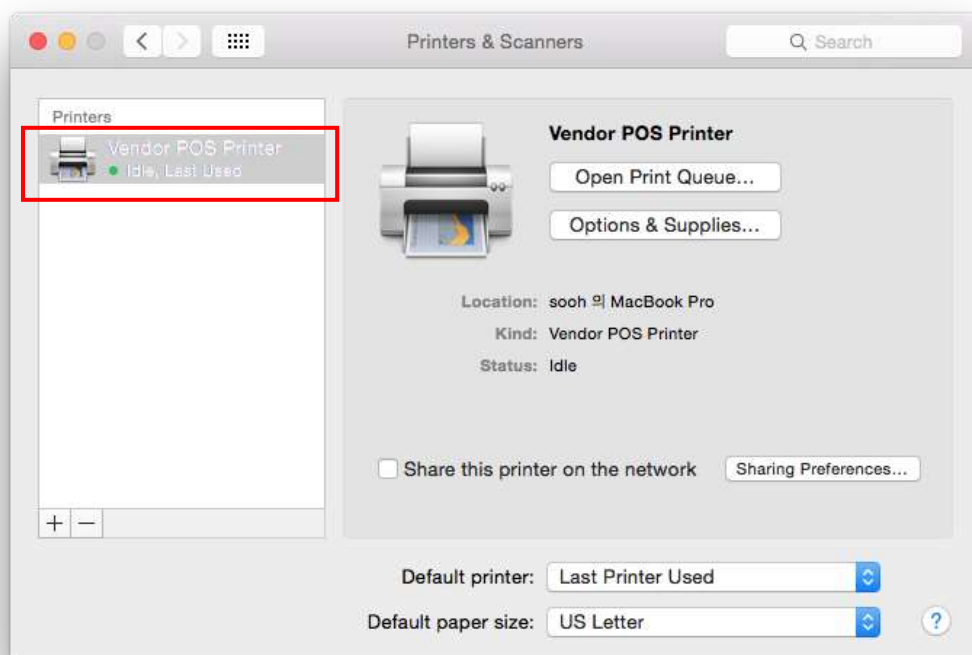 Printers & Scanners
Search
Printers
Vendor POS Printer
Idle, Last Used
Vendor POS Printer
Open Print Queue...
Options & Supplies...
Location: sooh 의 MacBook Pro
Kind: Vendor POS Printer
Status: Idle
Share this printer on the network
Sharing Preferences...
+ −
Default printer: Last Printer Used
Default paper size: US Letter
?